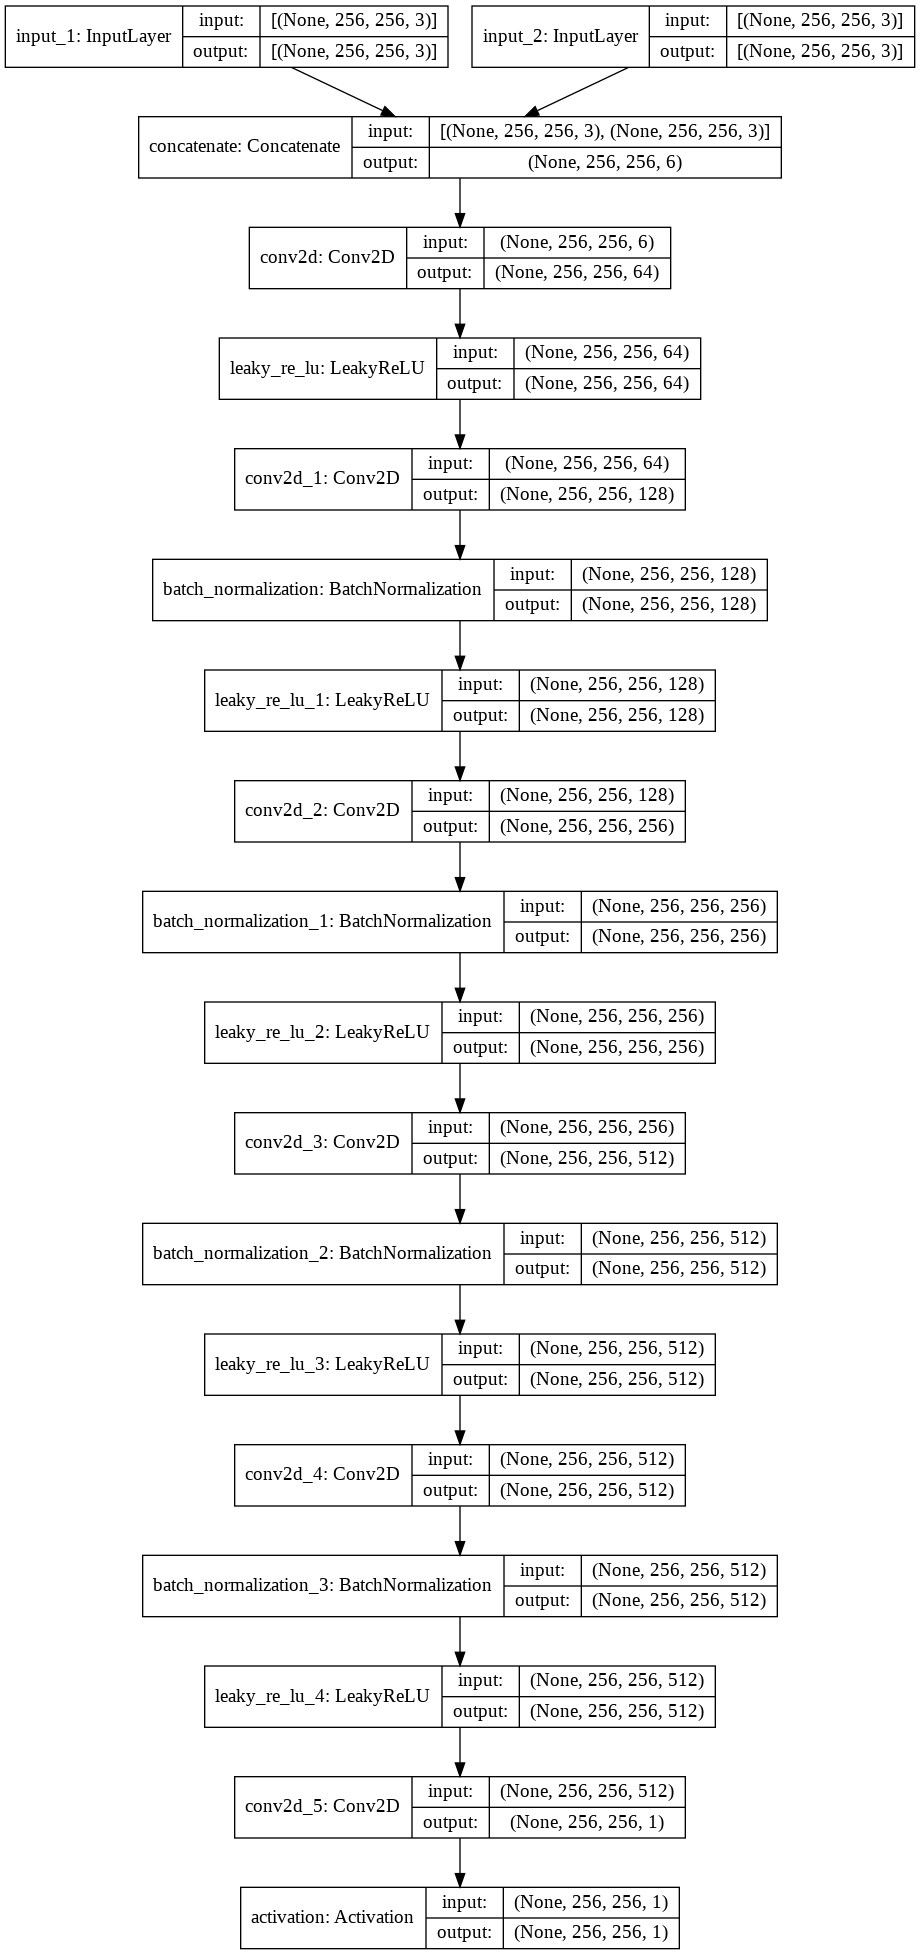 input_1: InputLayer
input: [(None, 256, 256, 3)]
output: [(None, 256, 256, 3)]
input_2: InputLayer
input: [(None, 256, 256, 3)]
output: [(None, 256, 256, 3)]
concatenate: Concatenate
input: [(None, 256, 256, 3), (None, 256, 256, 3)]
output: (None, 256, 256, 6)
conv2d: Conv2D
input: (None, 256, 256, 6)
output: (None, 256, 256, 64)
leaky_re_lu: LeakyReLU
input: (None, 256, 256, 64)
output: (None, 256, 256, 64)
conv2d_1: Conv2D
input: (None, 256, 256, 64)
output: (None, 256, 256, 128)
batch_normalization: BatchNormalization
input: (None, 256, 256, 128)
output: (None, 256, 256, 128)
leaky_re_lu_1: LeakyReLU
input: (None, 256, 256, 128)
output: (None, 256, 256, 128)
conv2d_2: Conv2D
input: (None, 256, 256, 128)
output: (None, 256, 256, 256)
batch_normalization_1: BatchNormalization
input: (None, 256, 256, 256)
output: (None, 256, 256, 256)
leaky_re_lu_2: LeakyReLU
input: (None, 256, 256, 256)
output: (None, 256, 256, 256)
conv2d_3: Conv2D
input: (None, 256, 256, 256)
output: (None, 256, 256, 512)
batch_normalization_2: BatchNormalization
input: (None, 256, 256, 512)
output: (None, 256, 256, 512)
leaky_re_lu_3: LeakyReLU
input: (None, 256, 256, 512)
output: (None, 256, 256, 512)
conv2d_4: Conv2D
input: (None, 256, 256, 512)
output: (None, 256, 256, 512)
batch_normalization_3: BatchNormalization
input: (None, 256, 256, 512)
output: (None, 256, 256, 512)
leaky_re_lu_4: LeakyReLU
input: (None, 256, 256, 512)
output: (None, 256, 256, 512)
conv2d_5: Conv2D
input: (None, 256, 256, 512)
output: (None, 256, 256, 1)
activation: Activation
input: (None, 256, 256, 1)
output: (None, 256, 256, 1)